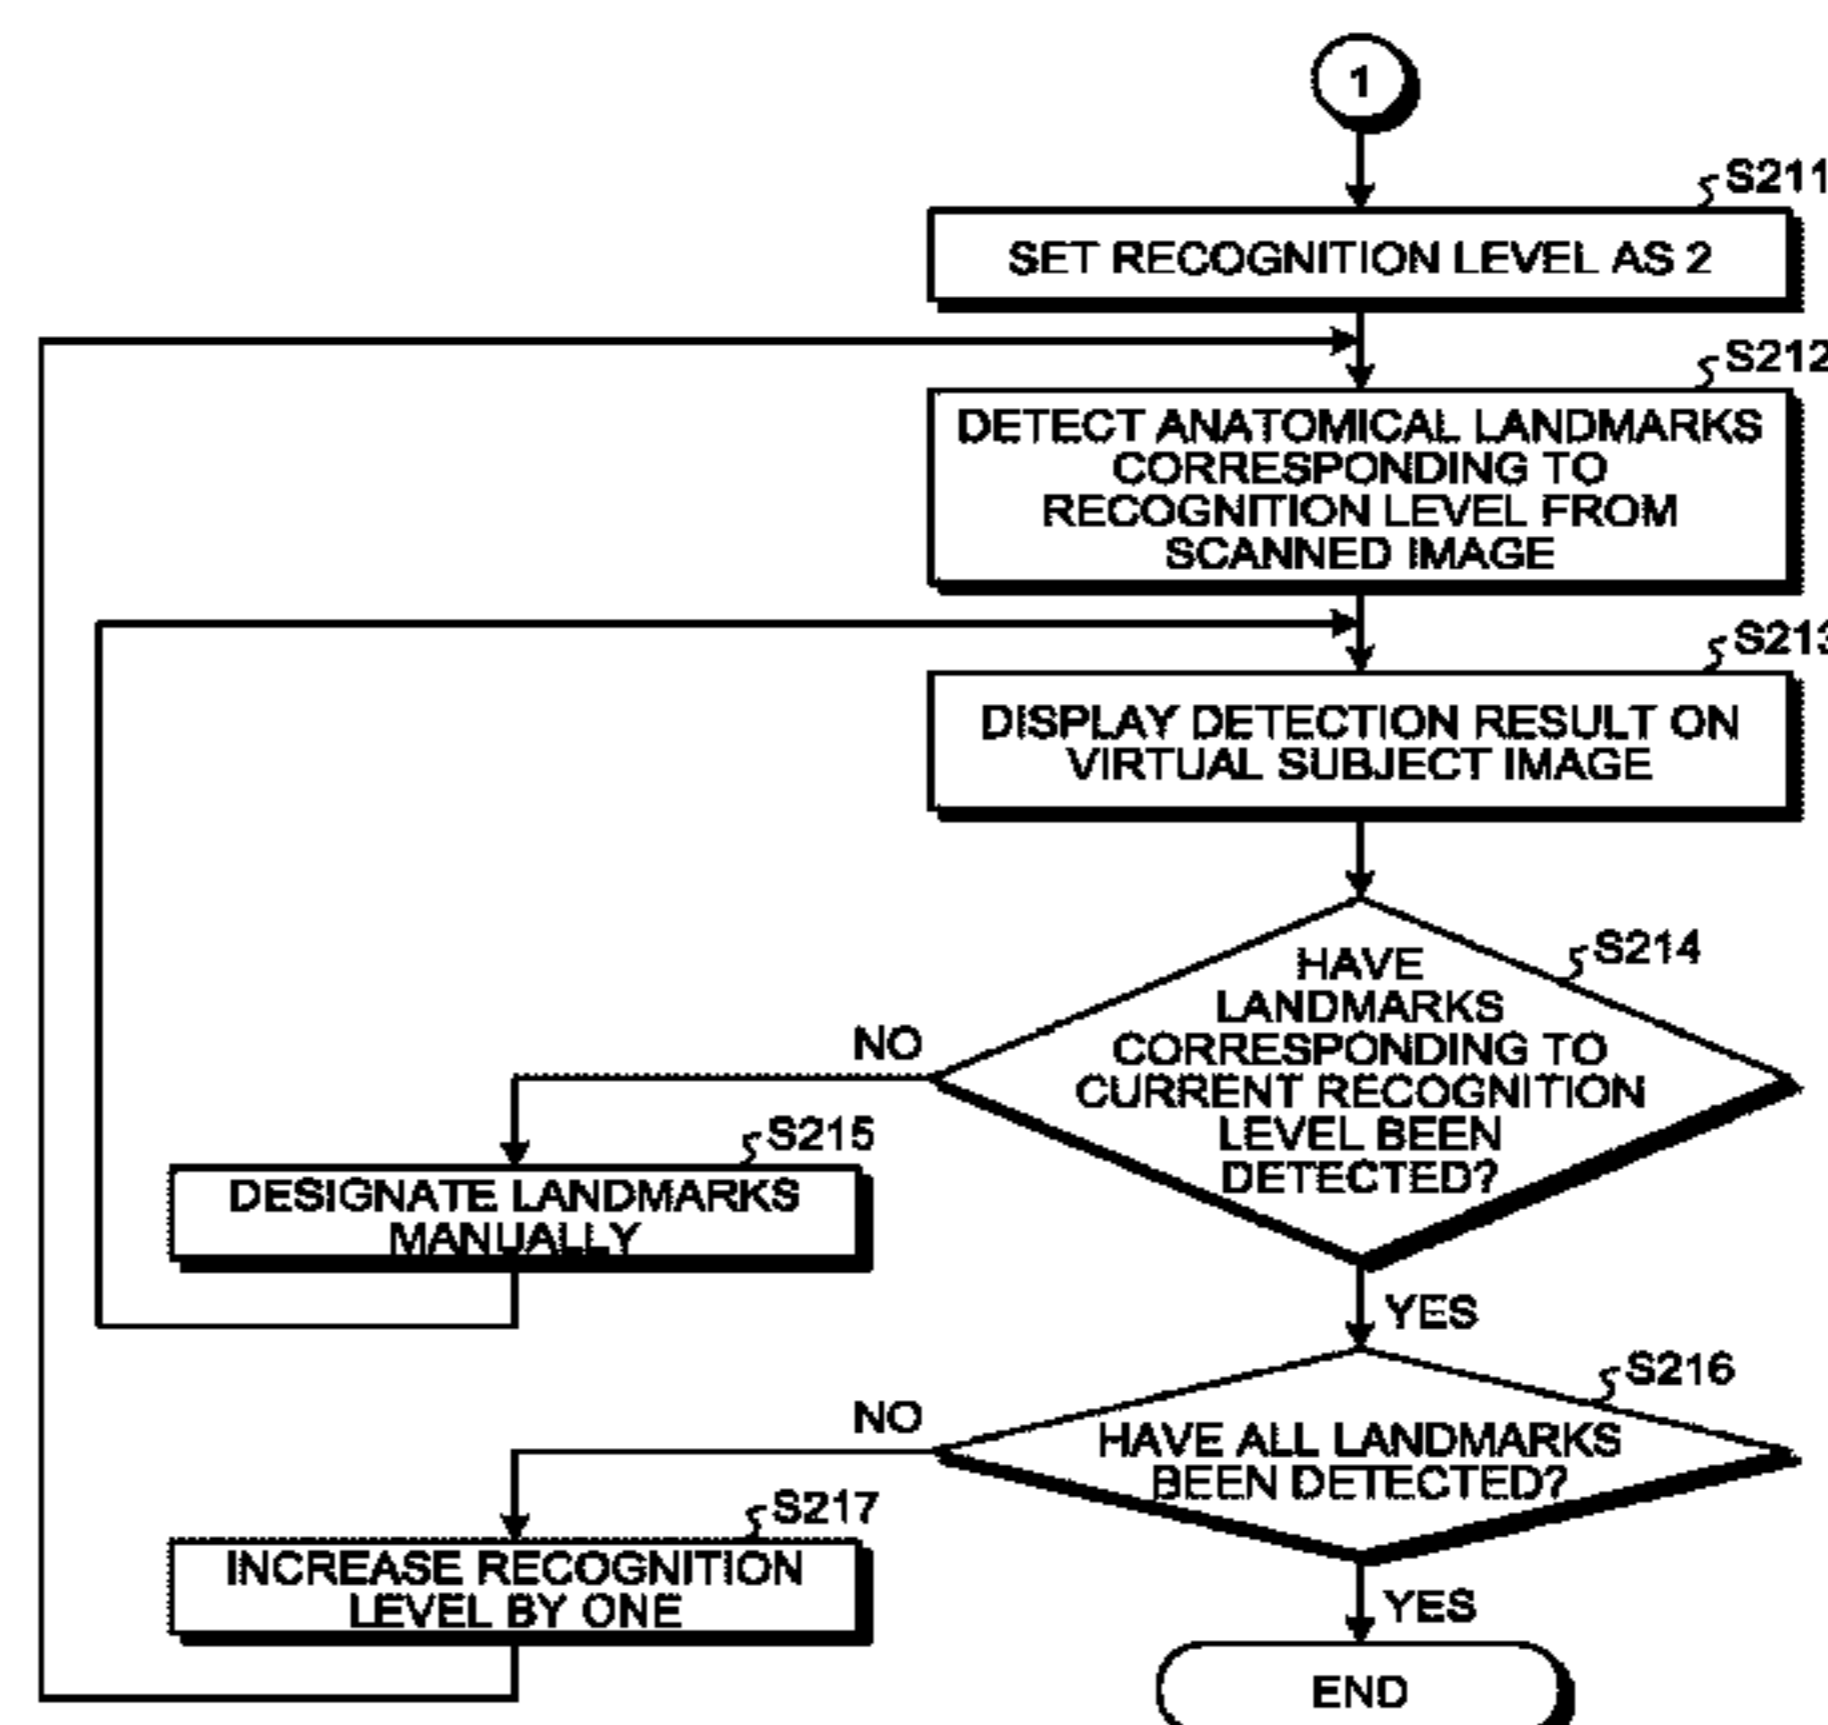 1
S211
SET RECOGNITION LEVEL AS 2
S212
DETECT ANATOMICAL LANDMARKS
CORRESPONDING TO
RECOGNITION LEVEL FROM
SCANNED IMAGE
S213
DISPLAY DETECTION RESULT ON
VIRTUAL SUBJECT IMAGE
S214
HAVE
LANDMARKS
CORRESPONDING TO
CURRENT RECOGNITION
LEVEL BEEN
DETECTED?
NO
S215
DESIGNATE LANDMARKS
MANUALLY
YES
S216
HAVE ALL LANDMARKS
BEEN DETECTED?
NO
S217
INCREASE RECOGNITION
LEVEL BY ONE
YES
END